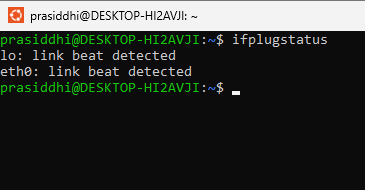 prasiddhi@DESKTOP-HI2AVJI: ~
prasiddhi@DESKTOP-HI2AVJI:~$ ifplugstatus
lo: link beat detected
eth0: link beat detected
prasiddhi@DESKTOP-HI2AVJI:~$